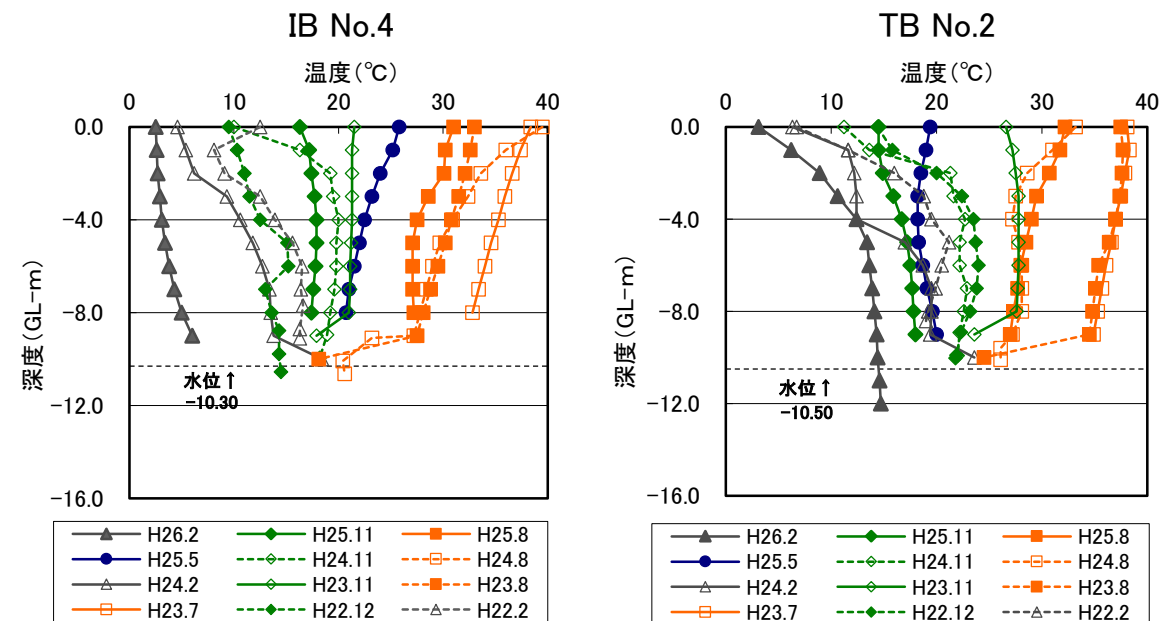 IB No.4
温度(℃)
0 10 20 30 40
0.0
-4.0
-8.0
-12.0
-16.0
深度(GL-m)
水位↑
-10.30
H26.2 H25.11 H25.8
H25.5 H24.11 H24.8
H24.2 H23.11 H23.8
H23.7 H22.12 H22.2
TB No.2
温度(℃)
0 10 20 30 40
0.0
-4.0
-8.0
-12.0
-16.0
深度(GL-m)
水位↑
-10.50
H26.2 H25.11 H25.8
H25.5 H24.11 H24.8
H24.2 H23.11 H23.8
H23.7 H22.12 H22.2